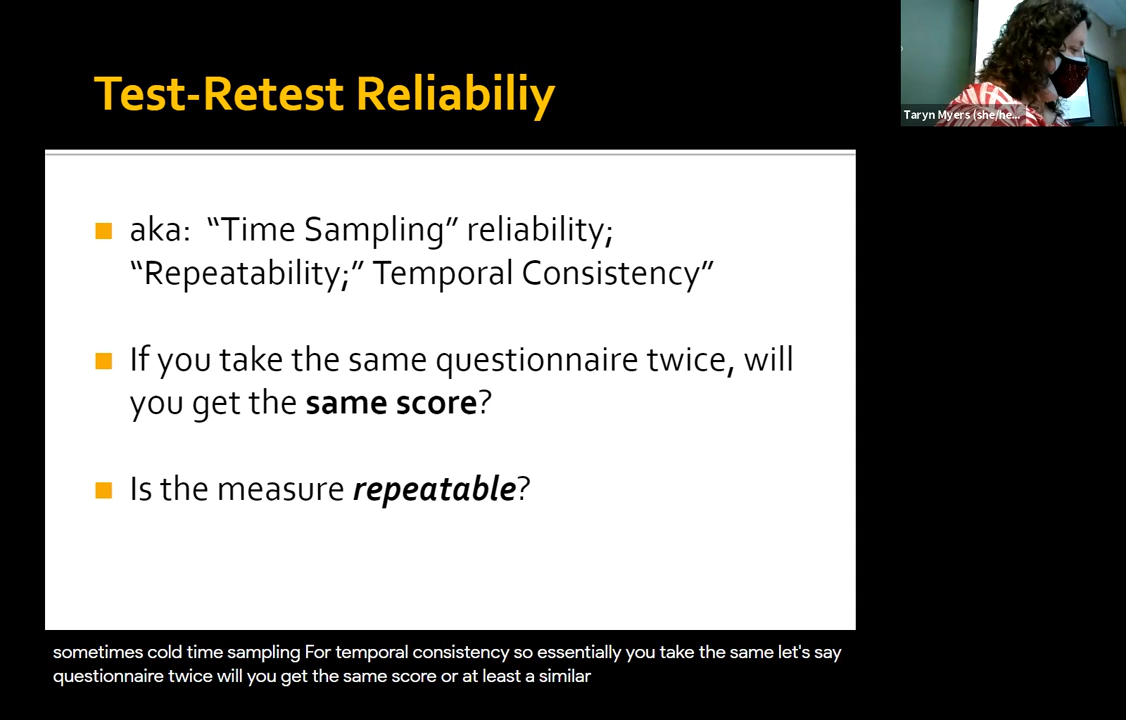 Test-Retest Reliabiliy
Taryn Myers (she/he...
aka:  “Time Sampling” reliability;
“Repeatability;” Temporal Consistency”
If you take the same questionnaire twice, will
you get the same score?
Is the measure repeatable?
sometimes cold time sampling For temporal consistency so essentially you take the same let's say
questionnaire twice will you get the same score or at least a similar